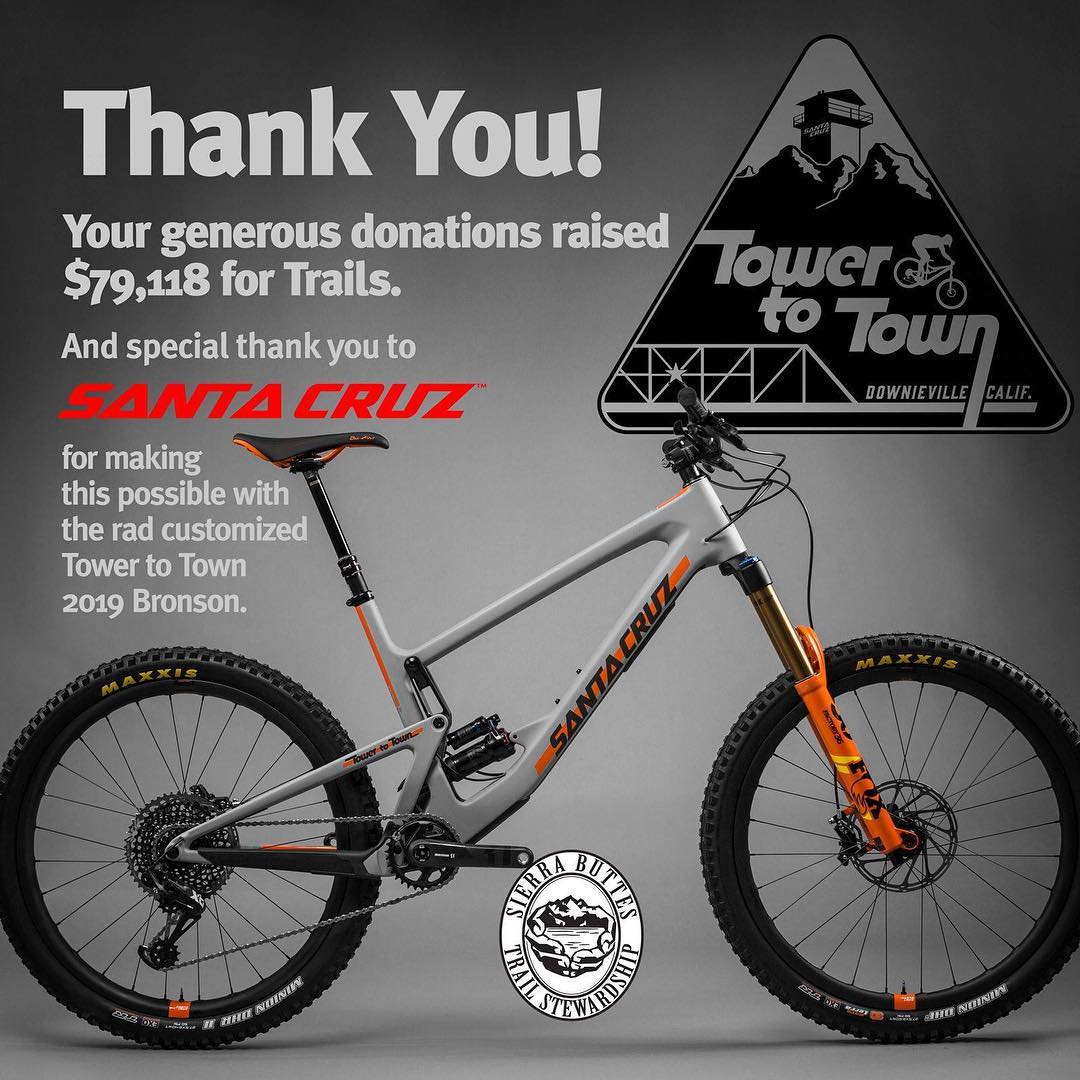 Thank You!
Your generous donations raised
$79,118 for Trails.
And special thank you to
SANTA CRUZ™
for making
this possible with
the rad customized
Tower to Town
2019 Bronson.
SANTA
CRUZ
Tower
to Town
DOWNIEVILLE, CALIF.
SANTA CRUZ
Tower to Town
MAXXIS
MAXXIS
FOX
MINION DHR II
MINION DHR II
SIERRA BUTTES
TRAIL STEWARDSHIP